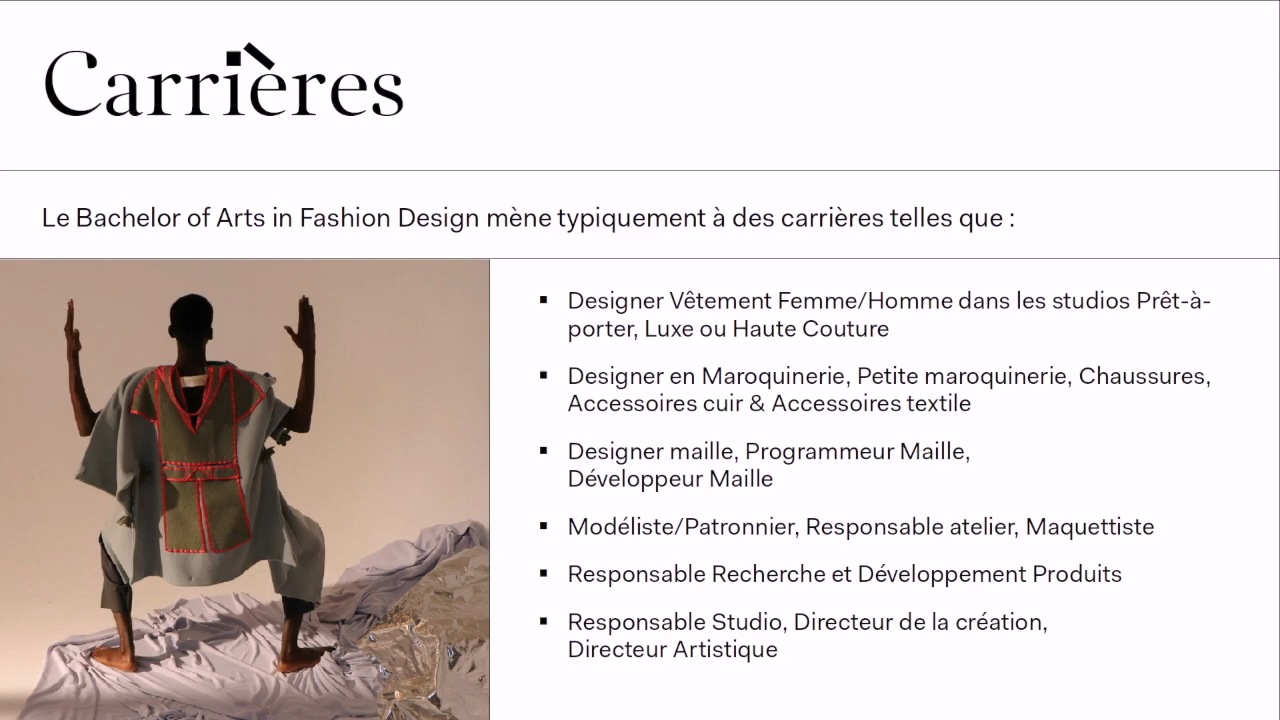 Carrières
Le Bachelor of Arts in Fashion Design mène typiquement à des carrières telles que :
▪ Designer Vêtement Femme/Homme dans les studios Prêt-à-
porter, Luxe ou Haute Couture
▪ Designer en Maroquinerie, Petite maroquinerie, Chaussures,
Accessoires cuir & Accessoires textile
▪ Designer maille, Programmeur Maille,
Développeur Maille
▪ Modéliste/Patronnier, Responsable atelier, Maquettiste
▪ Responsable Recherche et Développement Produits
▪ Responsable Studio, Directeur de la création,
Directeur Artistique